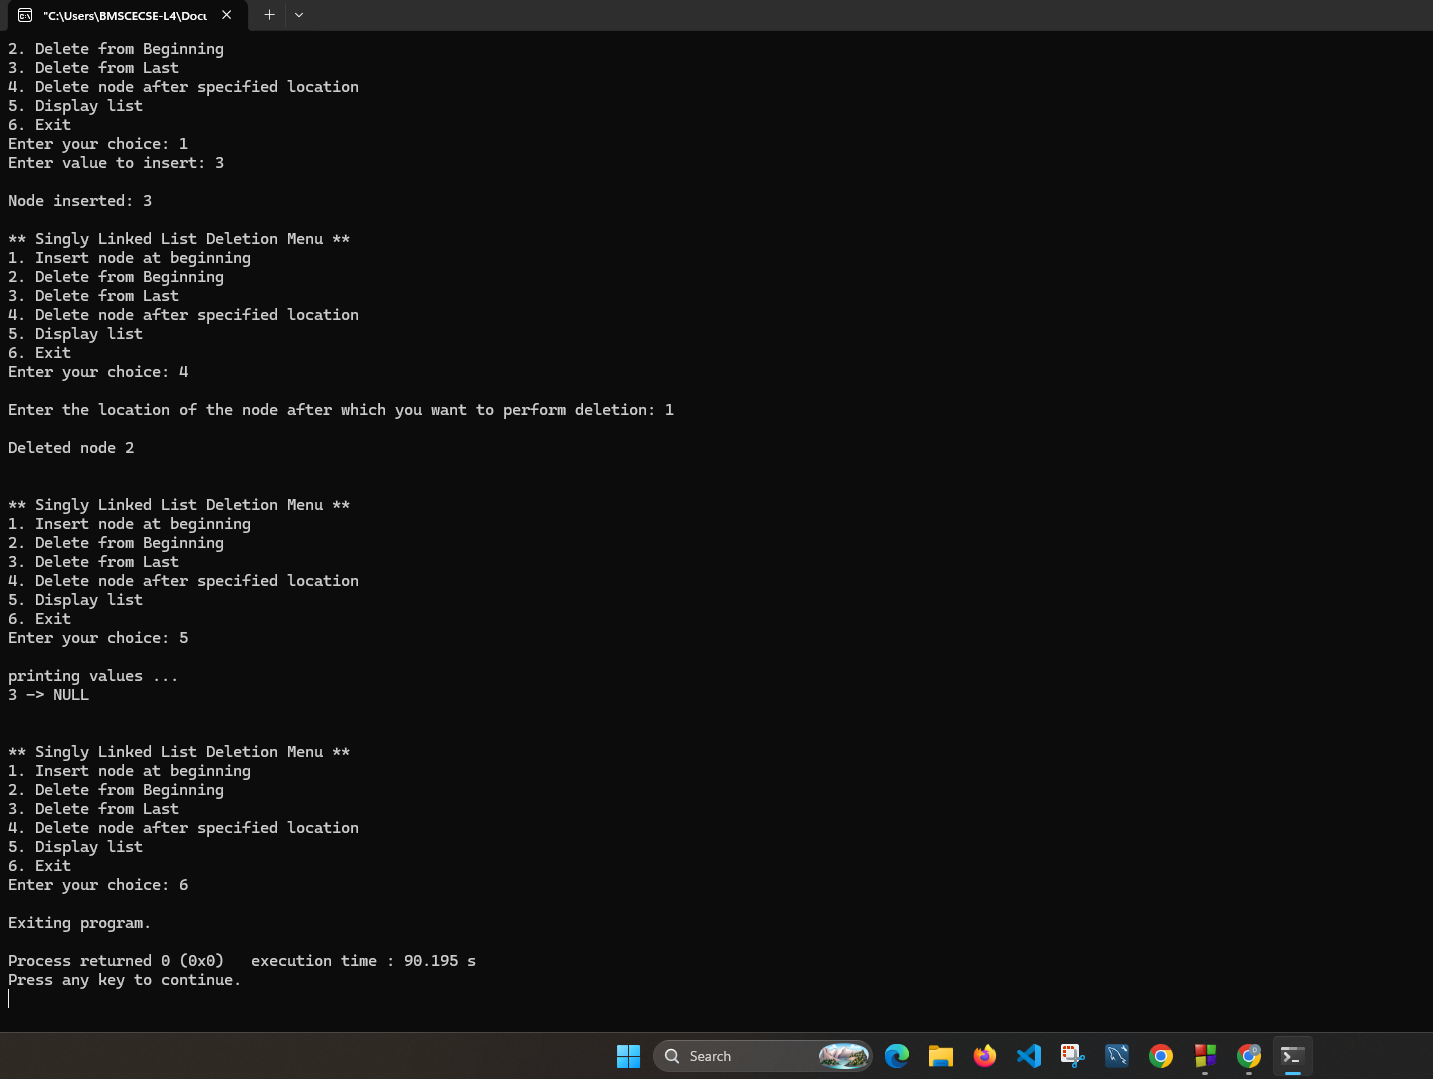 "C:\Users\BMSCECSE-L4\Docu
2. Delete from Beginning
3. Delete from Last
4. Delete node after specified location
5. Display list
6. Exit
Enter your choice: 1
Enter value to insert: 3
Node inserted: 3
** Singly Linked List Deletion Menu **
1. Insert node at beginning
2. Delete from Beginning
3. Delete from Last
4. Delete node after specified location
5. Display list
6. Exit
Enter your choice: 4
Enter the location of the node after which you want to perform deletion: 1
Deleted node 2
** Singly Linked List Deletion Menu **
1. Insert node at beginning
2. Delete from Beginning
3. Delete from Last
4. Delete node after specified location
5. Display list
6. Exit
Enter your choice: 5
printing values ...
3 -> NULL
** Singly Linked List Deletion Menu **
1. Insert node at beginning
2. Delete from Beginning
3. Delete from Last
4. Delete node after specified location
5. Display list
6. Exit
Enter your choice: 6
Exiting program.
Process returned 0 (0x0)   execution time : 90.195 s
Press any key to continue.
Search